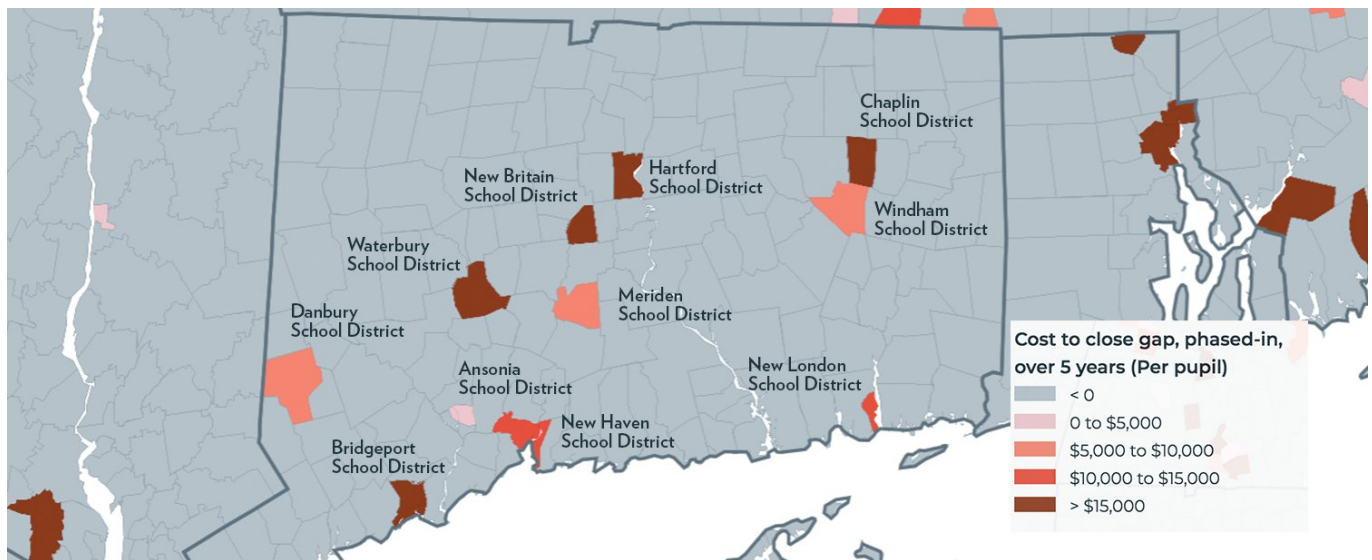 Chaplin
School District
Hartford
School District
New Britain
School District
Windham
School District
Waterbury
School District
Meriden
School District
Danbury
School District
Ansonia
School District
New London
School District
New Haven
School District
Bridgeport
School District
Cost to close gap, phased-in,
over 5 years (Per pupil)
< 0
0 to $5,000
$5,000 to $10,000
$10,000 to $15,000
> $15,000